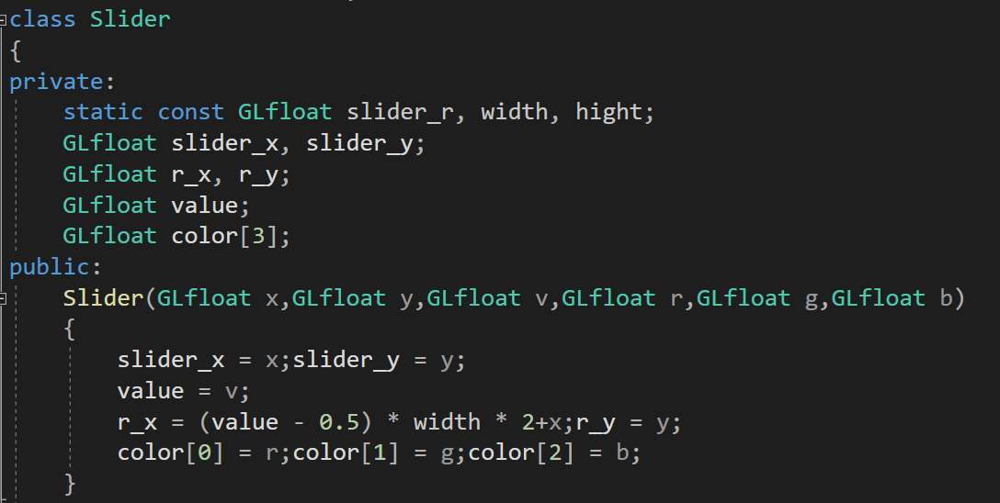 class Slider
{
private:
    static const GLfloat slider_r, width, hight;
    GLfloat slider_x, slider_y;
    GLfloat r_x, r_y;
    GLfloat value;
    GLfloat color[3];
public:
    Slider(GLfloat x,GLfloat y,GLfloat v,GLfloat r,GLfloat g,GLfloat b)
    {
        slider_x = x;slider_y = y;
        value = v;
        r_x = (value - 0.5) * width * 2+x;r_y = y;
        color[0] = r;color[1] = g;color[2] = b;
    }